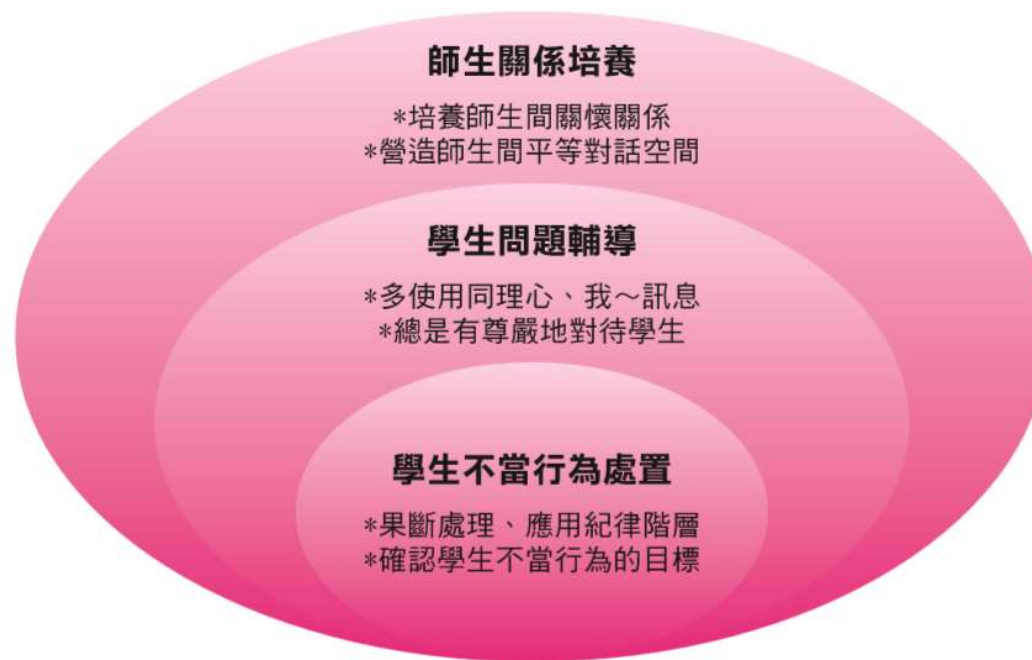 師生關係培養
*培養師生間關懷關係
*營造師生間平等對話空間
學生問題輔導
*多使用同理心、我～訊息
*總是有尊嚴地對待學生
學生不當行為處置
*果斷處理、應用紀律階層
*確認學生不當行為的目標